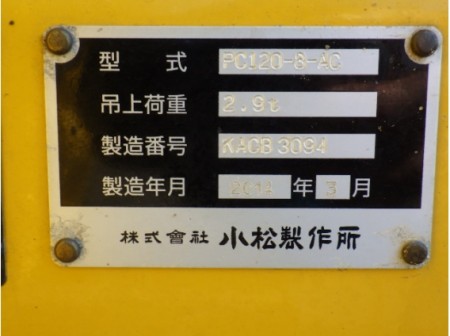 型式 PC120-8-AC
吊上荷重 2.9t
製造番号 KACB 3094
製造年月 2014 年 3 月
株式會社 小松製作所